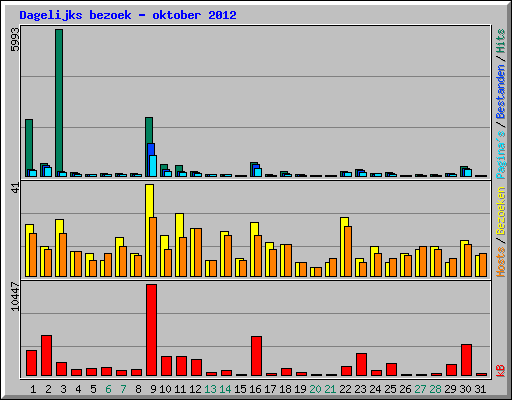 Dagelijks bezoek - oktober 2012
5993
41
10447
Hits
Bestanden /
Pagina's /
Bezoeken
Hosts /
kB
1 2 3 4 5 6 7 8 9 10 11 12 13 14 15 16 17 18 19 20 21 22 23 24 25 26 27 28 29 30 31